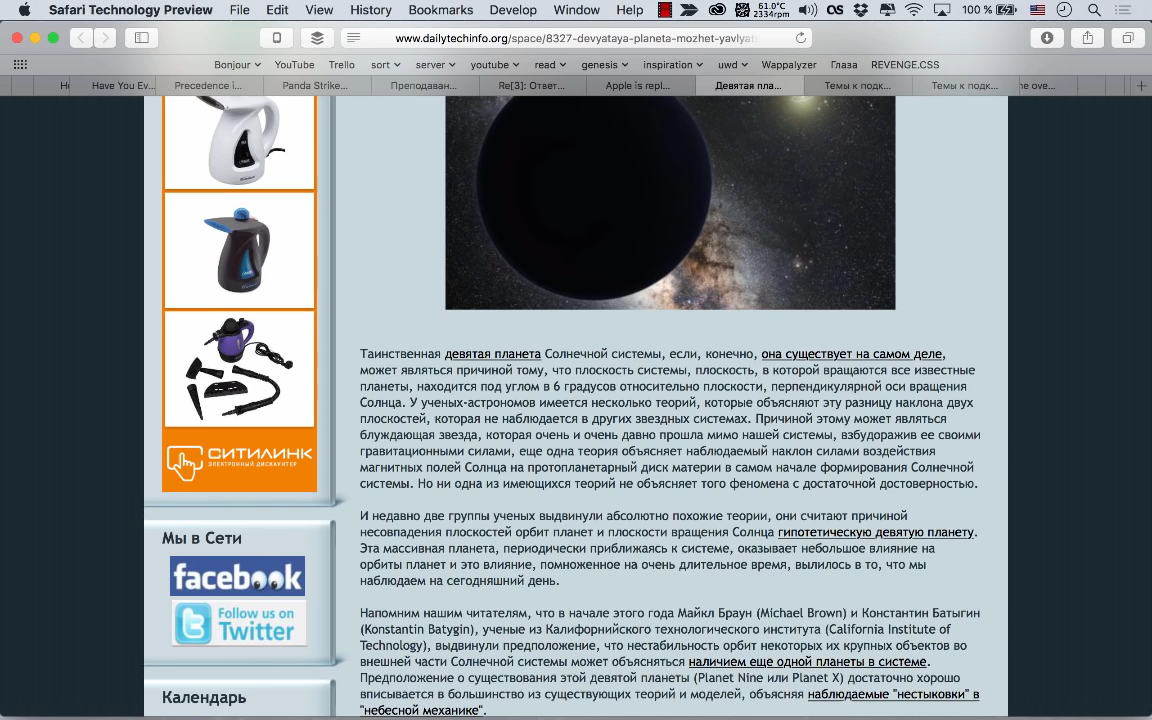 Safari Technology Preview File Edit View History Bookmarks Develop Window Help 61.0°C 2334rpm 100 %
www.dailytechinfo.org/space/8327-devyataya-planeta-mozhet-yavlyat
Bonjour YouTube Trello sort server youtube read genesis inspiration uwd Wappalyzer Глаза REVENGE.CSS
Have You Ev... Precedence i... Panda Strike... Преподаван... Re[3]: Ответ... Apple is repl... Девятая пла... Темы к подк... Темы к подк...
Таинственная девятая планета Солнечной системы, если, конечно, она существует на самом деле,
может являться причиной тому, что плоскость системы, плоскость, в которой вращаются все известные
планеты, находится под углом в 6 градусов относительно плоскости, перпендикулярной оси вращения
Солнца. У ученых-астрономов имеется несколько теорий, которые объясняют эту разницу наклона двух
плоскостей, которая не наблюдается в других звездных системах. Причиной этому может являться
блуждающая звезда, которая очень и очень давно прошла мимо нашей системы, взбудоражив ее своими
гравитационными силами, еще одна теория объясняет наблюдаемый наклон силами воздействия
магнитных полей Солнца на протопланетарный диск материи в самом начале формирования Солнечной
системы. Но ни одна из имеющихся теорий не объясняет того феномена с достаточной достоверностью.
СИТИЛИНК
ЭЛЕКТРОННЫЙ ДИСКАУНТЕР
И недавно две группы ученых выдвинули абсолютно похожие теории, они считают причиной
несовпадения плоскостей орбит планет и плоскости вращения Солнца гипотетическую девятую планету.
Эта массивная планета, периодически приближаясь к системе, оказывает небольшое влияние на
орбиты планет и это влияние, помноженное на очень длительное время, вылилось в то, что мы
наблюдаем на сегодняшний день.
Мы в Сети
facebook
Follow us on
Twitter
Напомним нашим читателям, что в начале этого года Майкл Браун (Michael Brown) и Константин Батыгин
(Konstantin Batygin), ученые из Калифорнийского технологического института (California Institute of
Technology), выдвинули предположение, что нестабильность орбит некоторых их крупных объектов во
внешней части Солнечной системы может объясняться наличием еще одной планеты в системе.
Предположение о существования этой девятой планеты (Planet Nine или Planet X) достаточно хорошо
вписывается в большинство из существующих теорий и моделей, объясняя наблюдаемые "нестыковки" в
"небесной механике".
Календарь